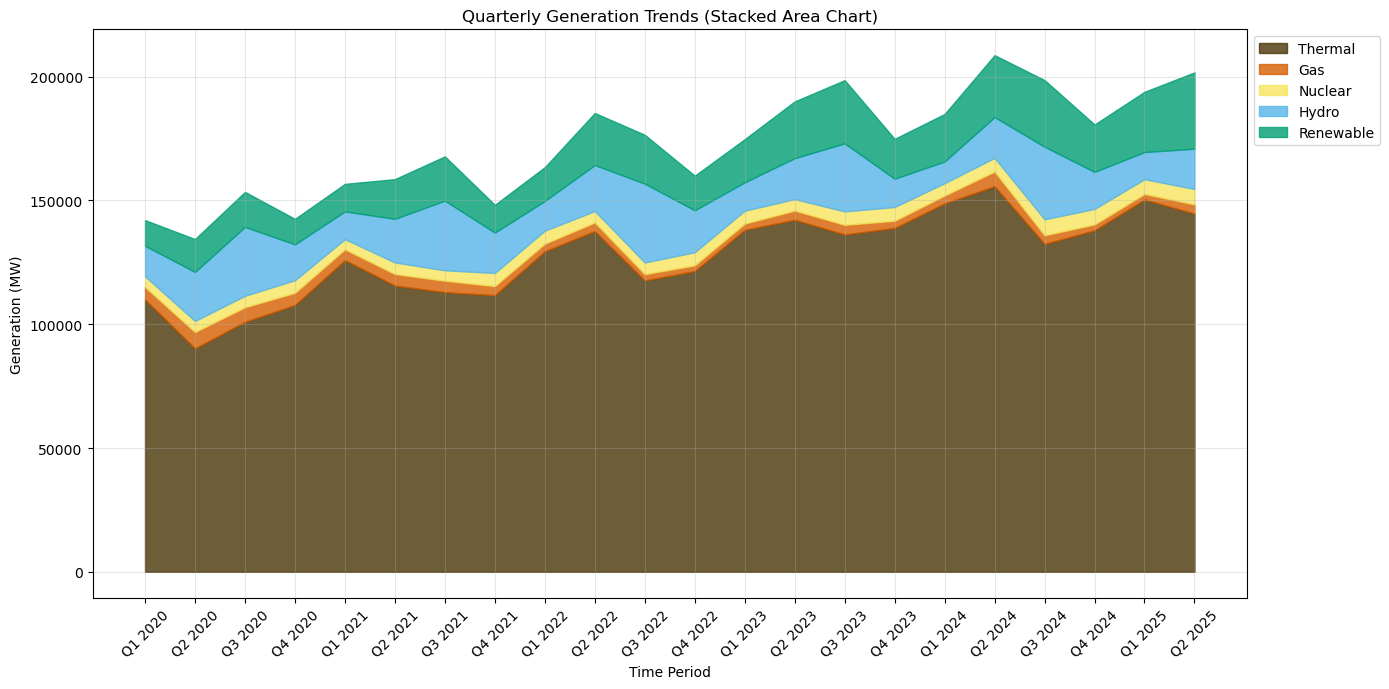 Quarterly Generation Trends (Stacked Area Chart)
Thermal
Gas
Nuclear
Hydro
Renewable
Generation (MW)
200000
150000
100000
50000
0
Q1 2020
Q2 2020
Q3 2020
Q4 2020
Q1 2021
Q2 2021
Q3 2021
Q4 2021
Q1 2022
Q2 2022
Q3 2022
Q4 2022
Q1 2023
Q2 2023
Q3 2023
Q4 2023
Q1 2024
Q2 2024
Q3 2024
Q4 2024
Q1 2025
Q2 2025
Time Period